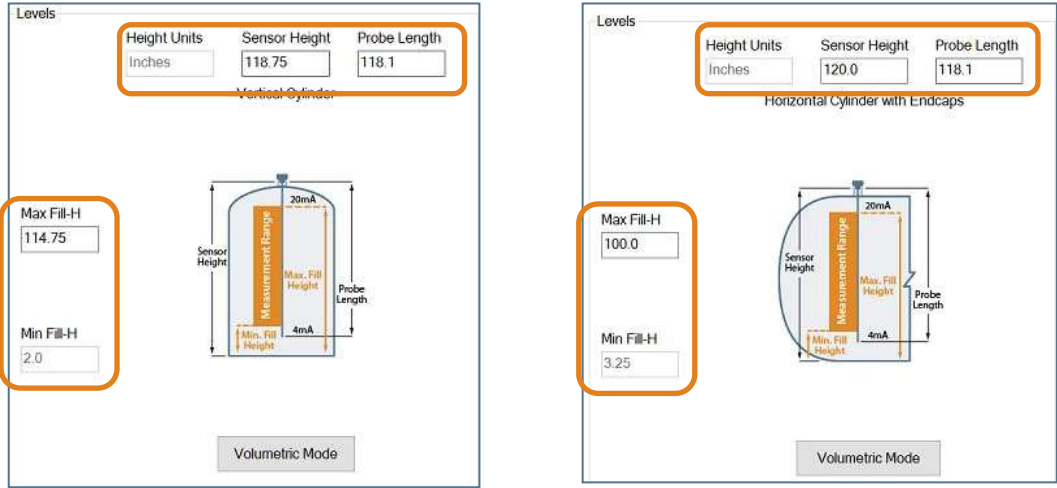 Levels
Height Units Sensor Height Probe Length
Inches 118.75 118.1
Vertical Cylinder
20mA
Max Fill-H
114.75
Measurement Range
Sensor
Height
Max. Fill
Height
Probe
Length
Min Fill-H
2.0
Min. Fill
Height
4mA
Volumetric Mode
Levels
Height Units Sensor Height Probe Length
Inches 120.0 118.1
Horizontal Cylinder with Endcaps
20mA
Max Fill-H
100.0
Measurement Range
Sensor
Height
Max. Fill
Height
Probe
Length
Min Fill-H
3.25
Min. Fill
Height
4mA
Volumetric Mode